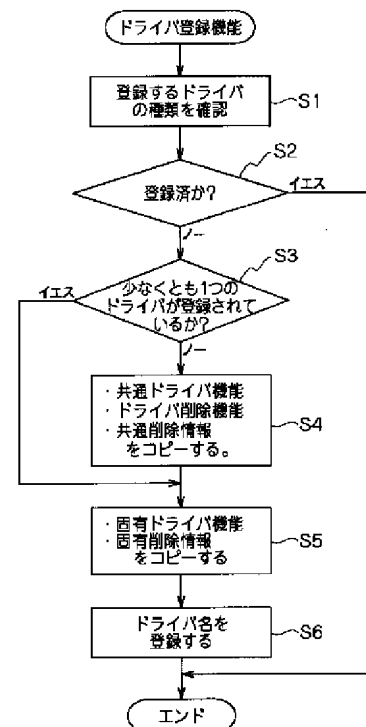 ドライバ登録機能
登録するドライバ
の種類を確認
S1
S2
登録済か?
イエス
ノー
S3
イエス
少なくとも1つの
ドライバが登録されて
いるか?
ノー
・共通ドライバ機能
・ドライバ削除機能
・共通削除情報
をコピーする。
S4
・固有ドライバ機能
・固有削除情報
をコピーする
S5
ドライバ名を
登録する
S6
エンド